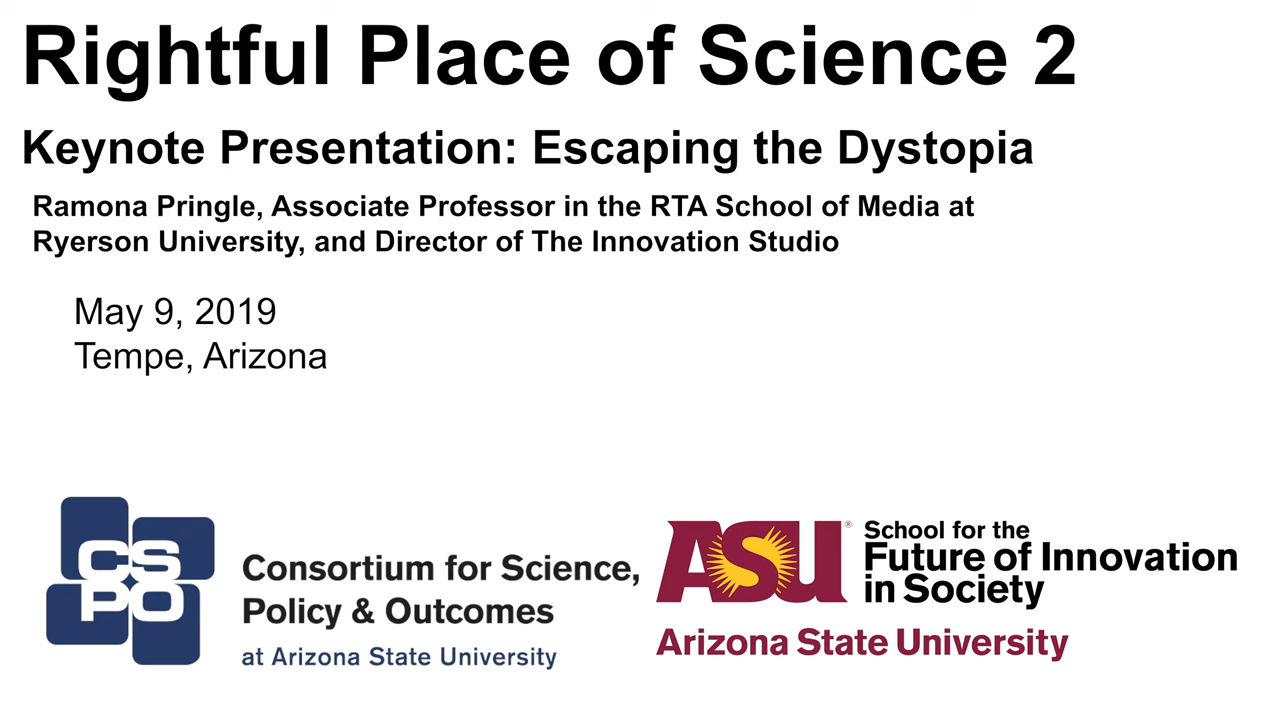 Rightful Place of Science 2
Keynote Presentation: Escaping the Dystopia
Ramona Pringle, Associate Professor in the RTA School of Media at
Ryerson University, and Director of The Innovation Studio
May 9, 2019
Tempe, Arizona
CS
PO
Consortium for Science,
Policy & Outcomes
at Arizona State University
ASU®
School for the
Future of Innovation
in Society
Arizona State University